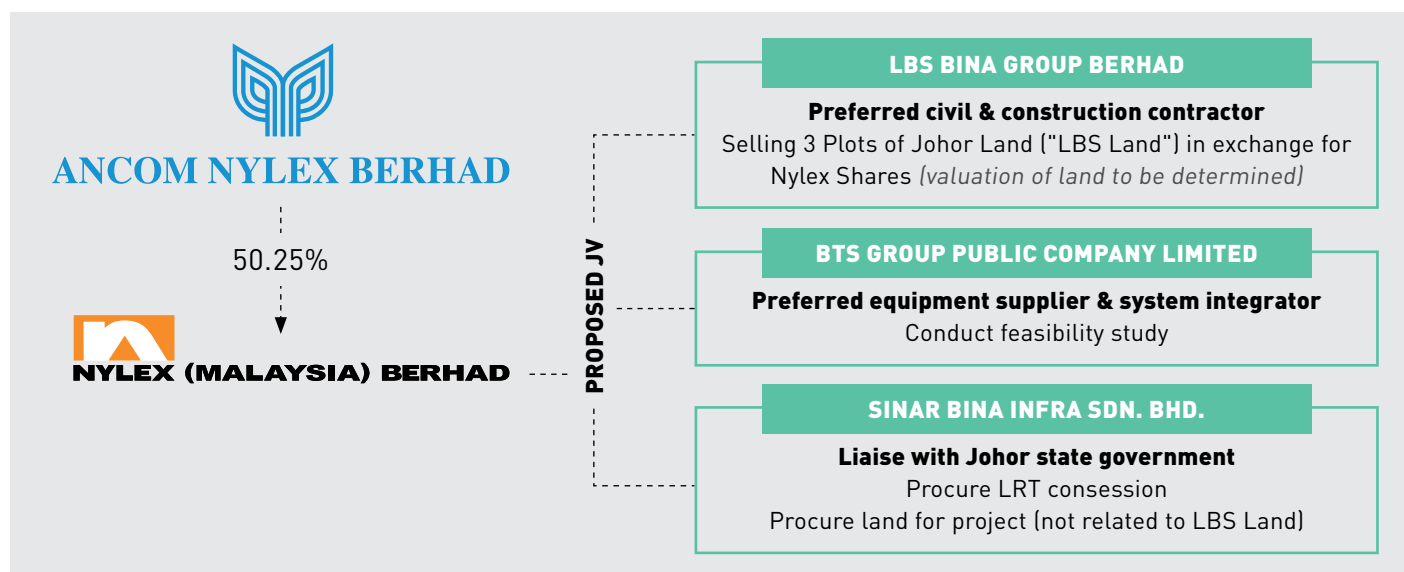 ANCOM NYLEX BERHAD
50.25%
NYLEX (MALAYSIA) BERHAD
PROPOSED JV
LBS BINA GROUP BERHAD
Preferred civil & construction contractor
Selling 3 Plots of Johor Land ("LBS Land") in exchange for
Nylex Shares (valuation of land to be determined)
BTS GROUP PUBLIC COMPANY LIMITED
Preferred equipment supplier & system integrator
Conduct feasibility study
SINAR BINA INFRA SDN. BHD.
Liaise with Johor state government
Procure LRT consession
Procure land for project (not related to LBS Land)